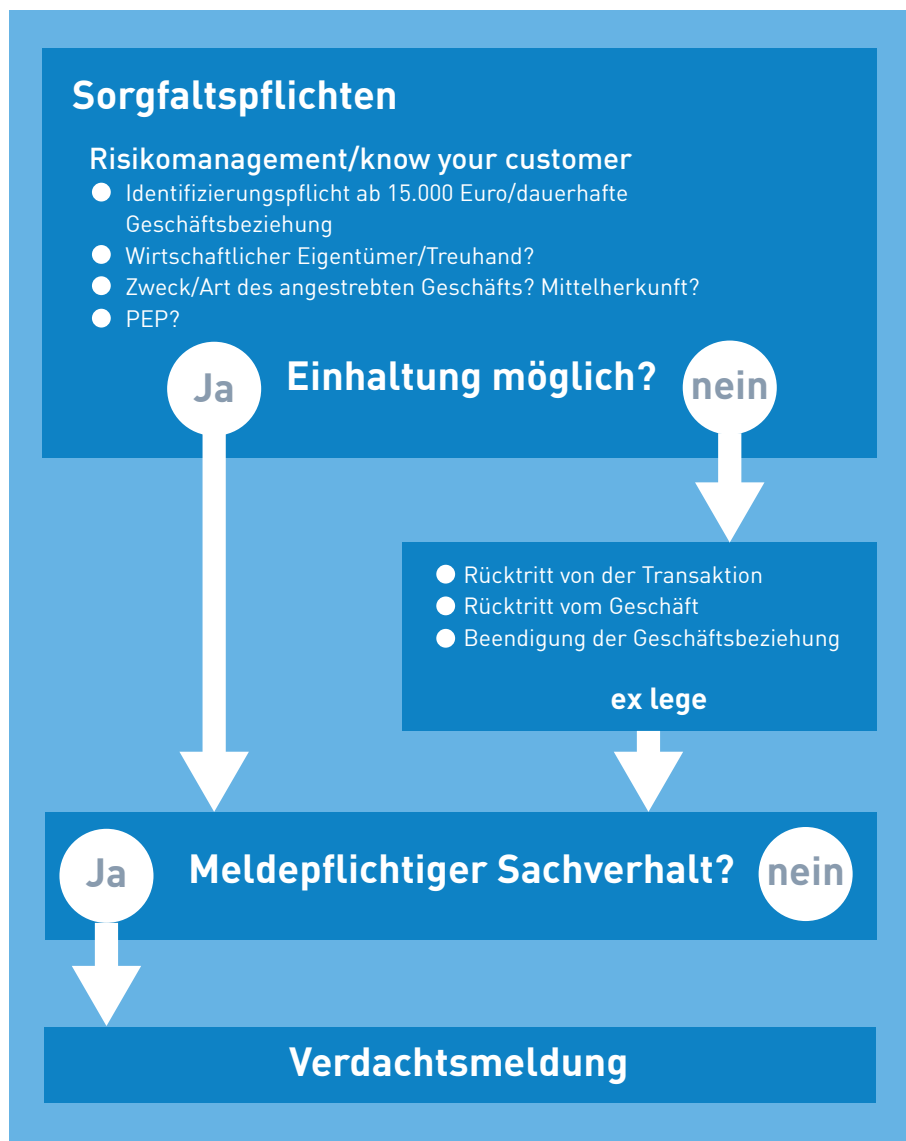 Sorgfaltspflichten
Risikomanagement/know your customer
Identifizierungspflicht ab 15.000 Euro/dauerhafte
Geschäftsbeziehung
Wirtschaftlicher Eigentümer/Treuhand?
Zweck/Art des angestrebten Geschäfts? Mittelherkunft?
PEP?
Ja
Einhaltung möglich?
nein
Rücktritt von der Transaktion
Rücktritt vom Geschäft
Beendigung der Geschäftsbeziehung
ex lege
Ja
Meldepflichtiger Sachverhalt?
nein
Verdachtsmeldung